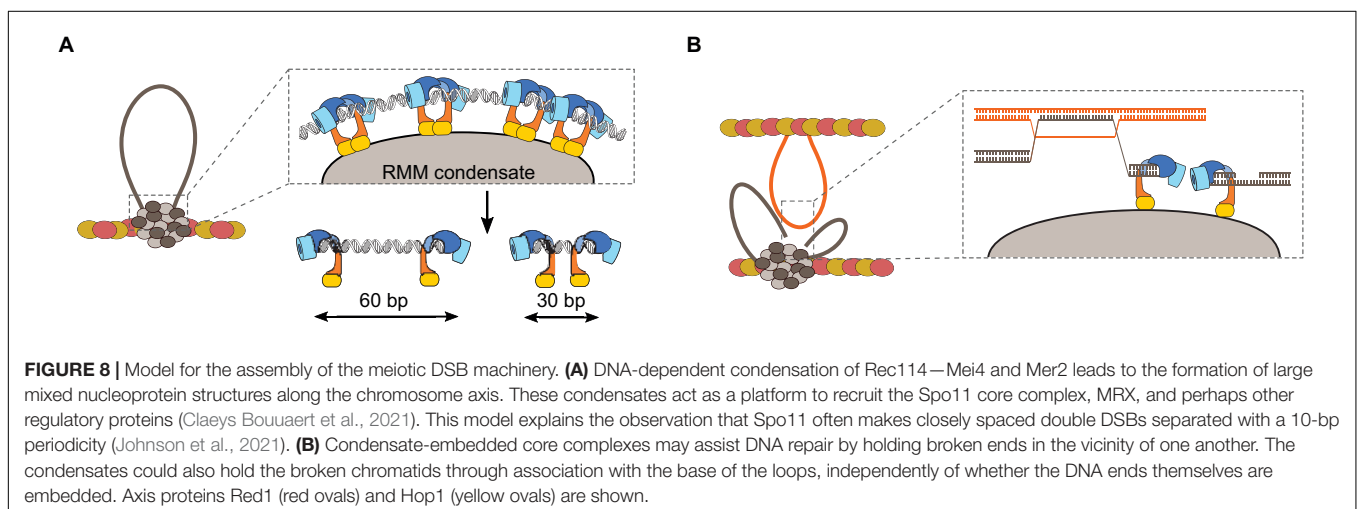 A
B
RMM condensate
60 bp
30 bp
FIGURE 8 | Model for the assembly of the meiotic DSB machinery. (A) DNA-dependent condensation of Rec114—Mei4 and Mer2 leads to the formation of large
mixed nucleoprotein structures along the chromosome axis. These condensates act as a platform to recruit the Spo11 core complex, MRX, and perhaps other
regulatory proteins (Claeys Bouuaert et al., 2021). This model explains the observation that Spo11 often makes closely spaced double DSBs separated with a 10-bp
periodicity (Johnson et al., 2021). (B) Condensate-embedded core complexes may assist DNA repair by holding broken ends in the vicinity of one another. The
condensates could also hold the broken chromatids through association with the base of the loops, independently of whether the DNA ends themselves are
embedded. Axis proteins Red1 (red ovals) and Hop1 (yellow ovals) are shown.